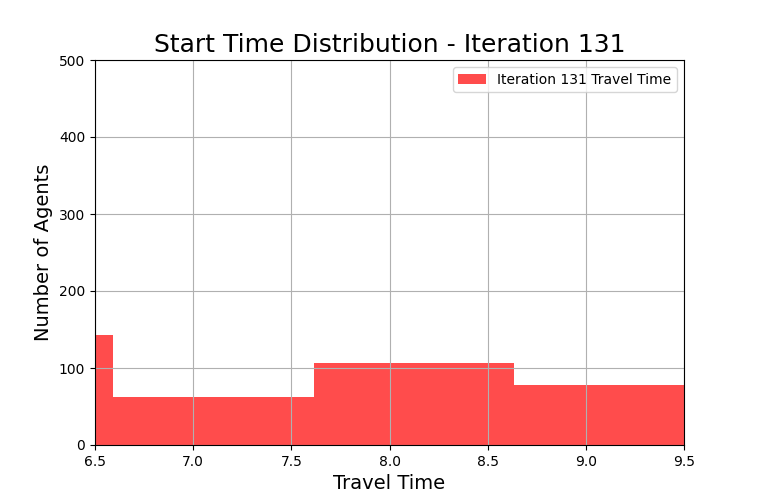 Start Time Distribution - Iteration 131
500
400
300
200
100
0
Number of Agents
Iteration 131 Travel Time
6.5 7.0 7.5 8.0 8.5 9.0 9.5
Travel Time